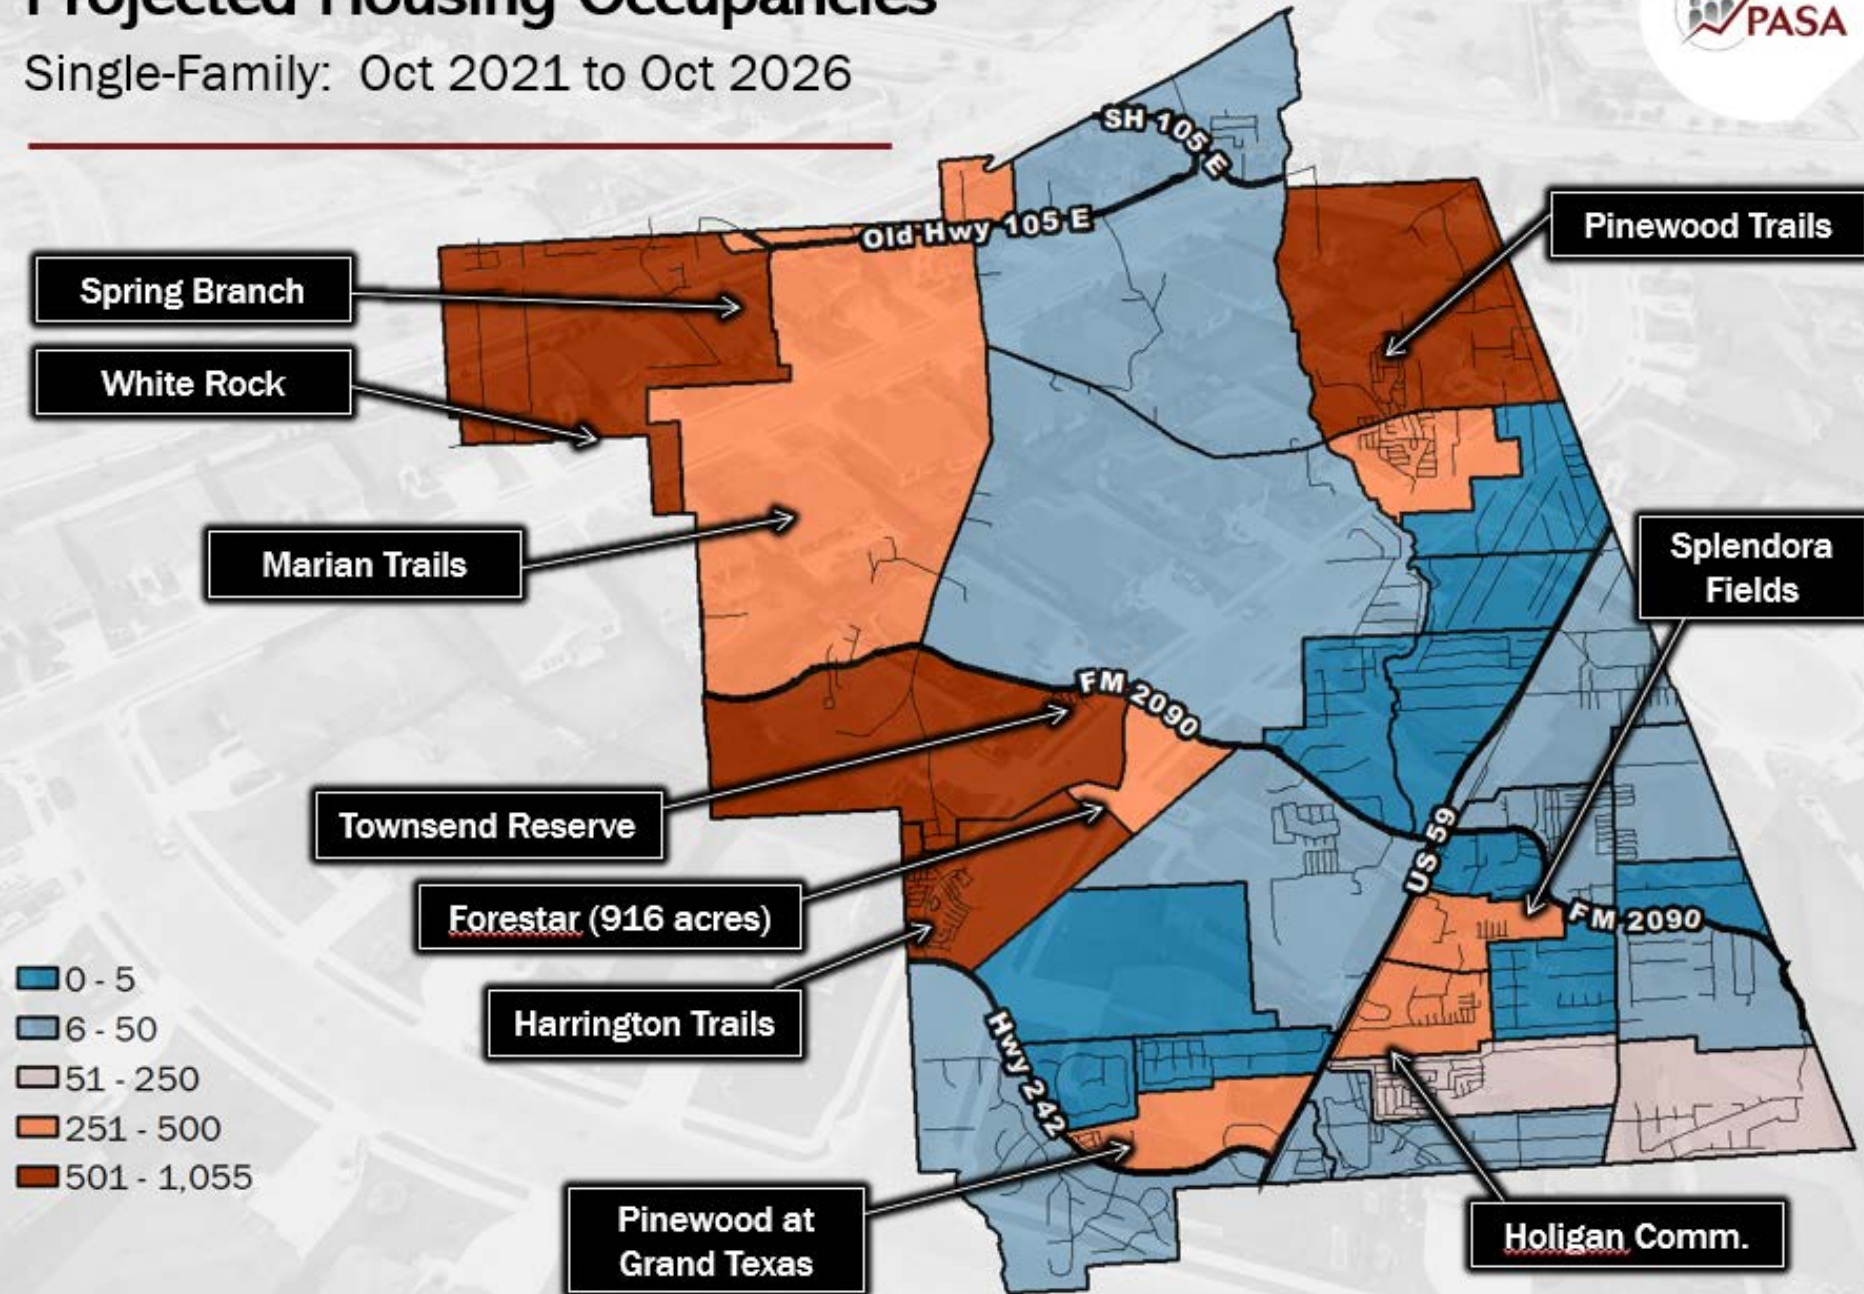 Projected Housing Occupancies
Single-Family: Oct 2021 to Oct 2026
PASA
SH 105 E
Old Hwy 105 E
Pinewood Trails
Spring Branch
White Rock
Marian Trails
Splendora
Fields
FM 2090
Townsend Reserve
US 59
Forestar (916 acres)
FM 2090
Harrington Trails
Hwy 242
0 - 5
6 - 50
51 - 250
251 - 500
501 - 1,055
Pinewood at
Grand Texas
Holigan Comm.